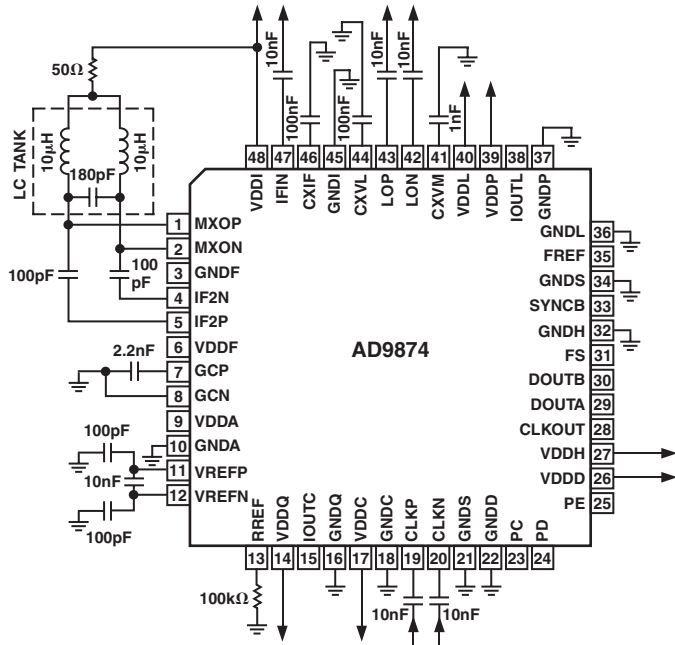 50Ω
LC TANK
10μH
10μH
180pF
100pF
100
pF
10nF
100nF
100nF
10nF
10nF
1nF
48 47 46 45 44 43 42 41 40 39 38 37
VDDI
IFIN
CXIF
GNDI
CXVL
LOP
LON
CXVM
VDDL
VDDP
IOUTL
GNDP
1 MXOP
2 MXON
3 GNDF
4 IF2N
5 IF2P
6 VDDF
2.2nF
7 GCP
8 GCN
9 VDDA
10 GNDA
100pF
11 VREFP
10nF
12 VREFN
100pF
AD9874
GNDL 36
FREF 35
GNDS 34
SYNCB 33
GNDH 32
FS 31
DOUTB 30
DOUTA 29
CLKOUT 28
VDDH 27
VDDD 26
PE 25
RREF
VDDQ
IOUTC
GNDQ
VDDC
GNDC
CLKP
CLKN
GNDS
GNDD
PC
PD
13 14 15 16 17 18 19 20 21 22 23 24
100kΩ
10nF
10nF